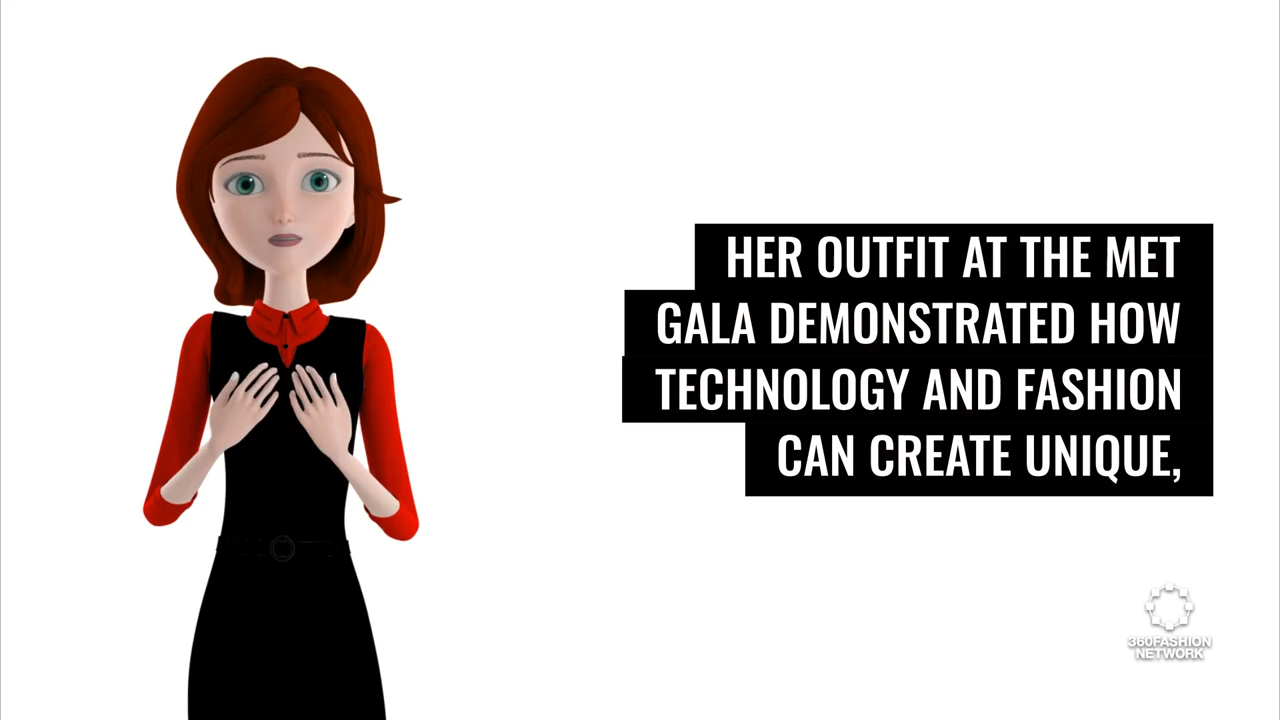 HER OUTFIT AT THE MET
GALA DEMONSTRATED HOW
TECHNOLOGY AND FASHION
CAN CREATE UNIQUE,
360FASHION
NETWORK